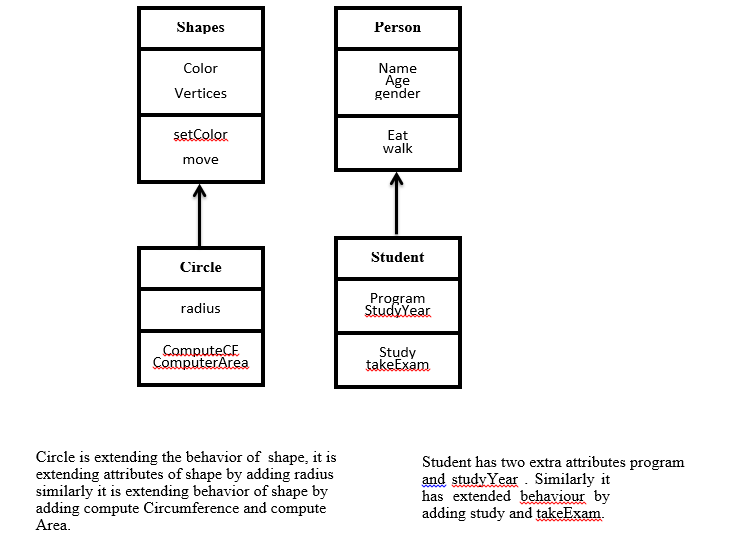 Shapes
Color
Vertices
setColor
move
Circle
radius
ComputeCF
ComputerArea
Person
Name
Age
gender
Eat
walk
Student
Program
StudyYear
Study
takeExam
Circle is extending the behavior of shape, it is
extending attributes of shape by adding radius
similarly it is extending behavior of shape by
adding compute Circumference and compute
Area.
Student has two extra attributes program
and studyYear . Similarly it
has extended behaviour by
adding study and takeExam.